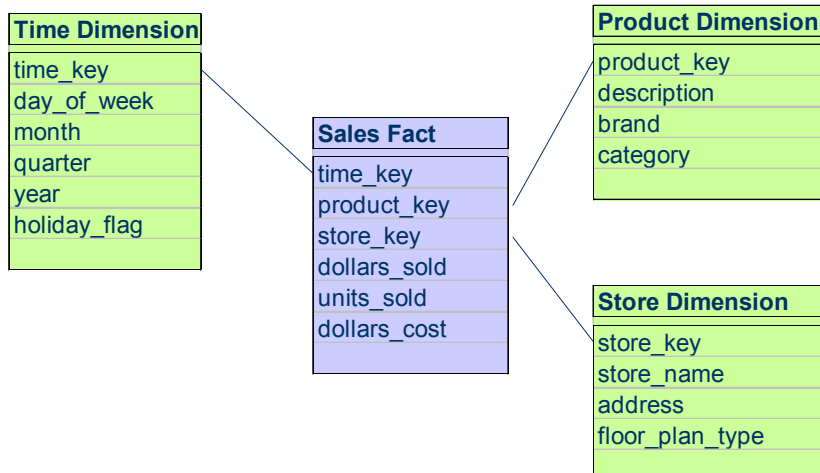 Time Dimension
time_key
day_of_week
month
quarter
year
holiday_flag
Sales Fact
time_key
product_key
store_key
dollars_sold
units_sold
dollars_cost
Product Dimension
product_key
description
brand
category
Store Dimension
store_key
store_name
address
floor_plan_type